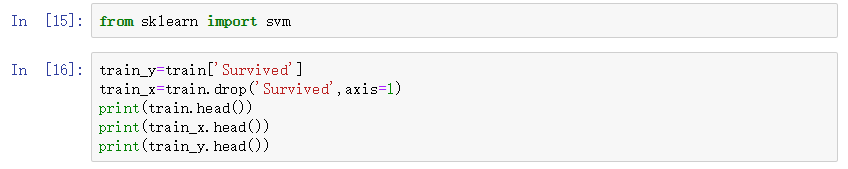 In [15]: from sklearn import svm
In [16]: train_y=train['Survived']
train_x=train.drop('Survived',axis=1)
print(train.head())
print(train_x.head())
print(train_y.head())